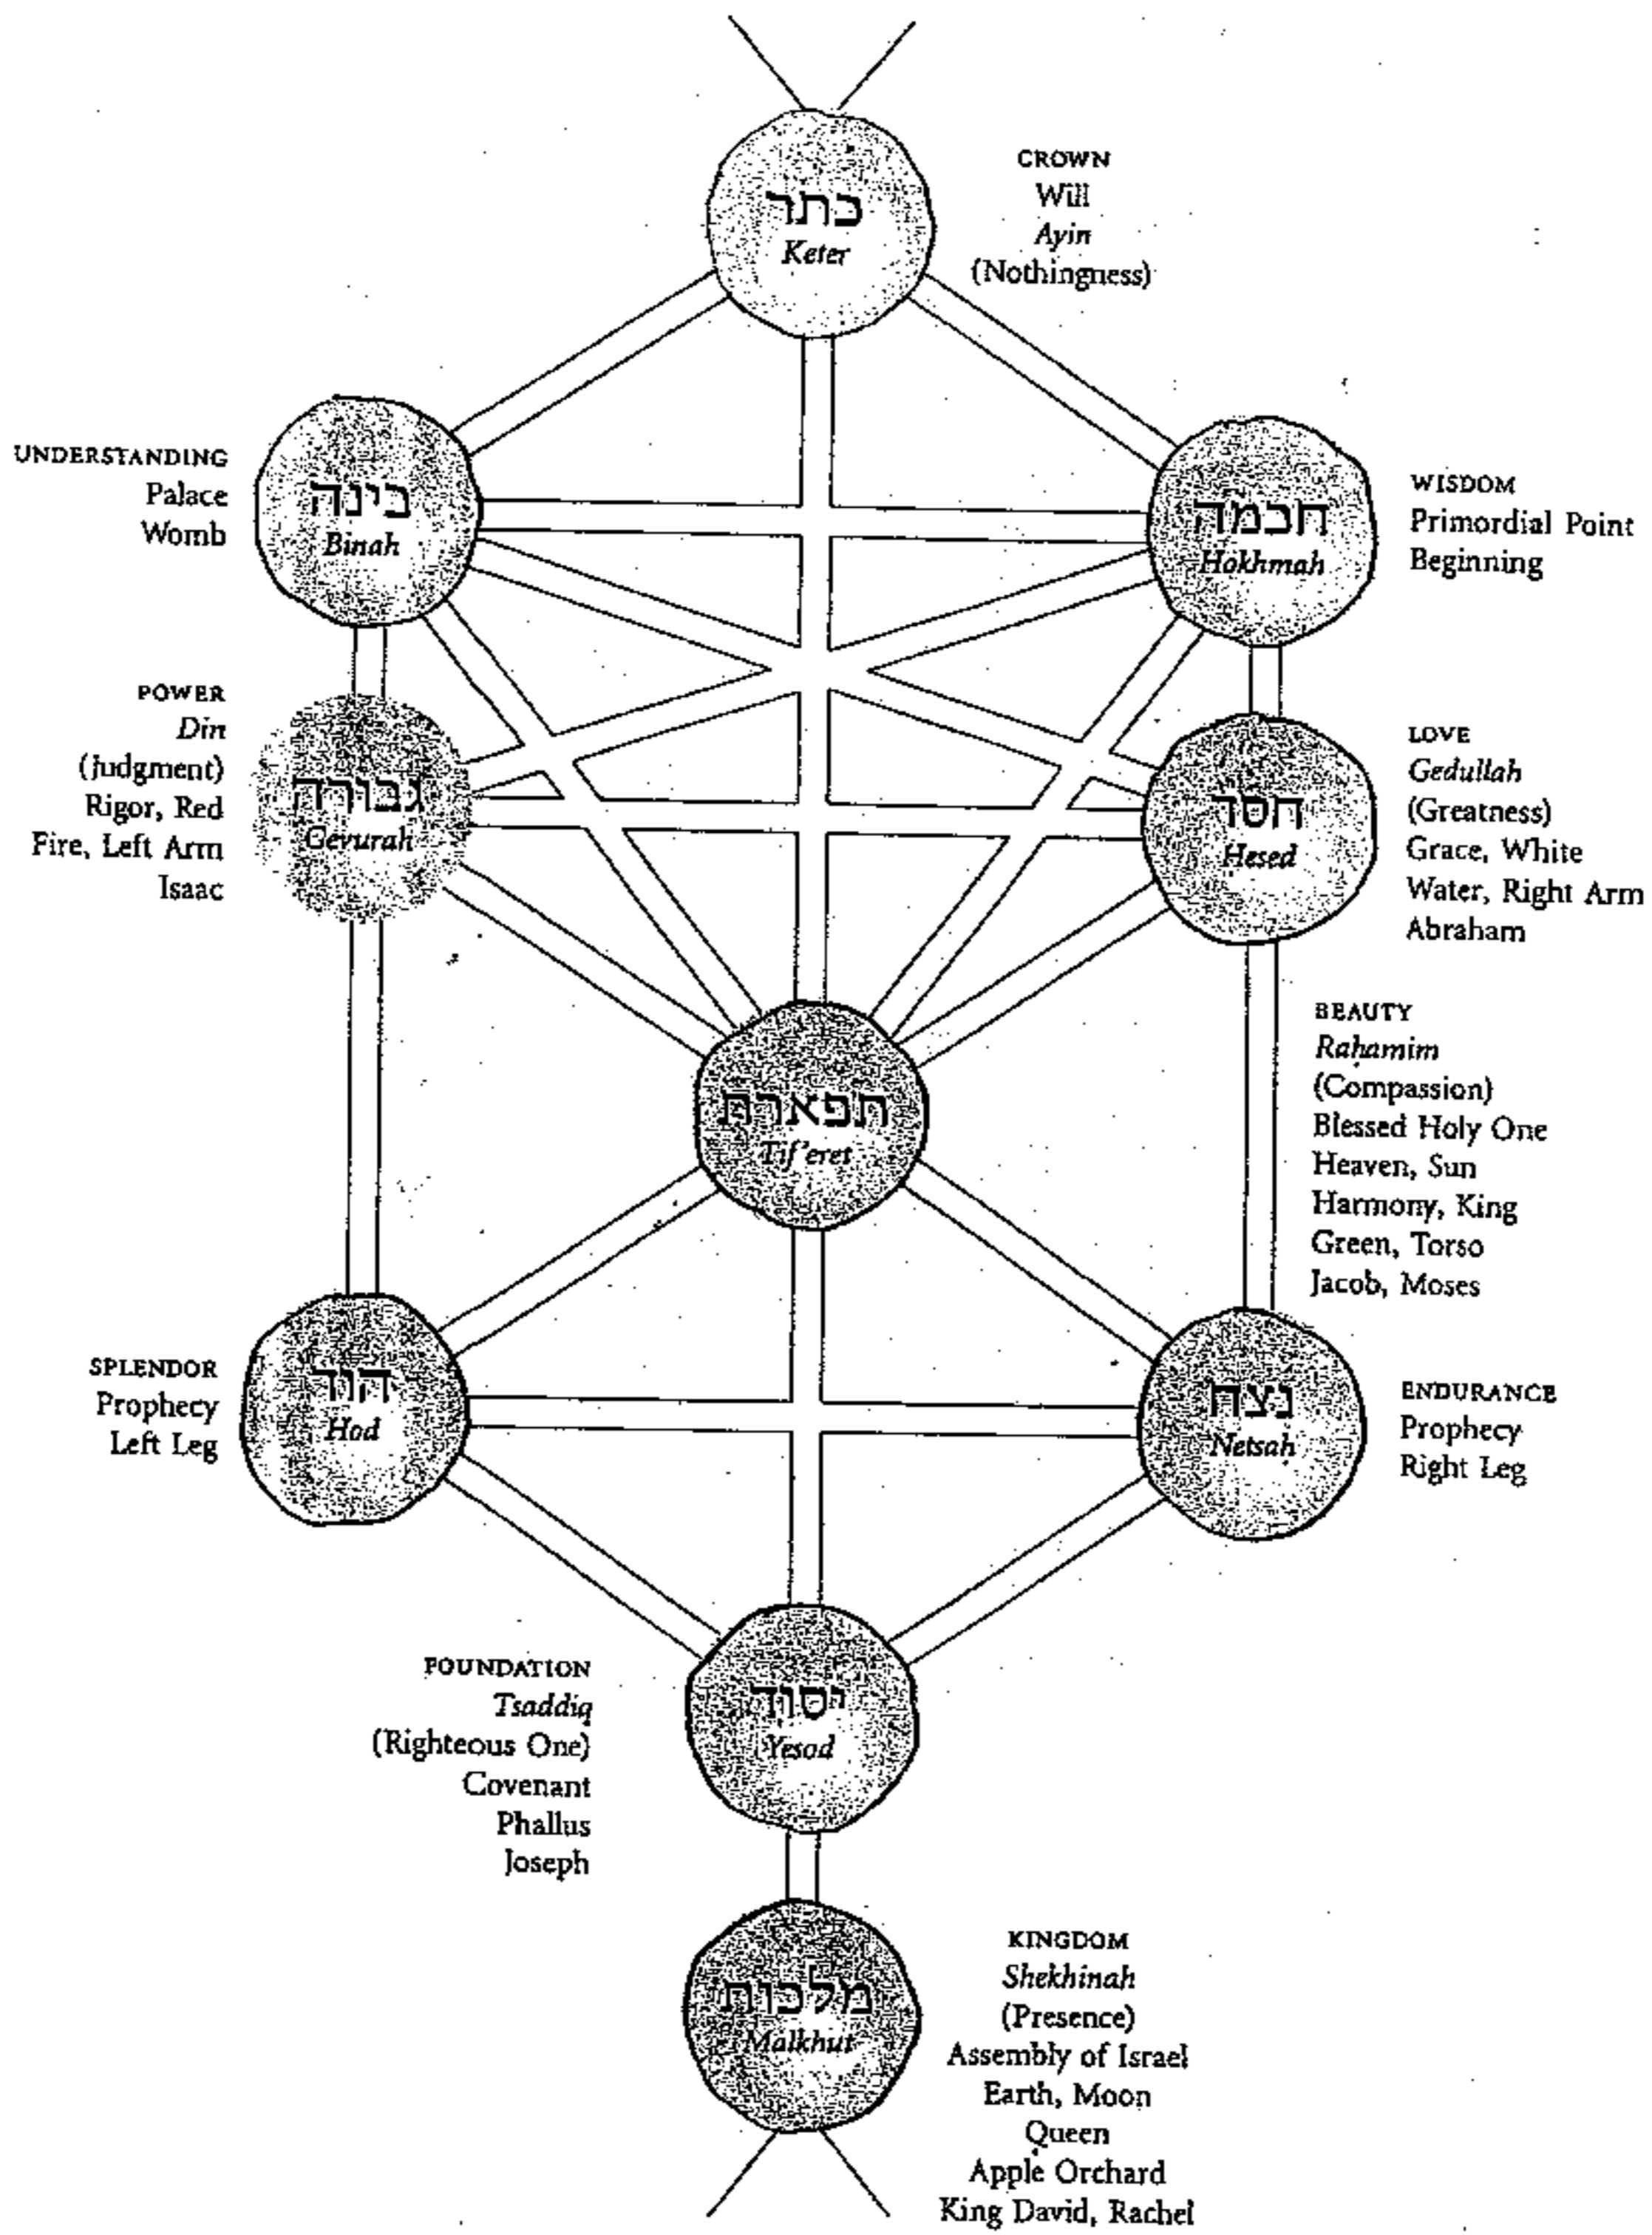 כתר
Keter
CROWN
Will
Ayin
(Nothingness)
UNDERSTANDING
Palace
Womb
בינה
Binah
חכמה
Ḥokhmah
WISDOM
Primordial Point
Beginning
POWER
Din
(Judgment)
Rigor, Red
Fire, Left Arm
Isaac
גבורה
Gevurah
חסד
Ḥesed
LOVE
Gedullah
(Greatness)
Grace, White
Water, Right Arm
Abraham
תפארת
Tif'eret
BEAUTY
Raḥamim
(Compassion)
Blessed Holy One
Heaven, Sun
Harmony, King
Green, Torso
Jacob, Moses
SPLENDOR
Prophecy
Left Leg
הוד
Hod
נצח
Netsaḥ
ENDURANCE
Prophecy
Right Leg
FOUNDATION
Tsaddiq
(Righteous One)
Covenant
Phallus
Joseph
יסוד
Yesod
מלכות
Malkhut
KINGDOM
Shekhinah
(Presence)
Assembly of Israel
Earth, Moon
Queen
Apple Orchard
King David, Rachel